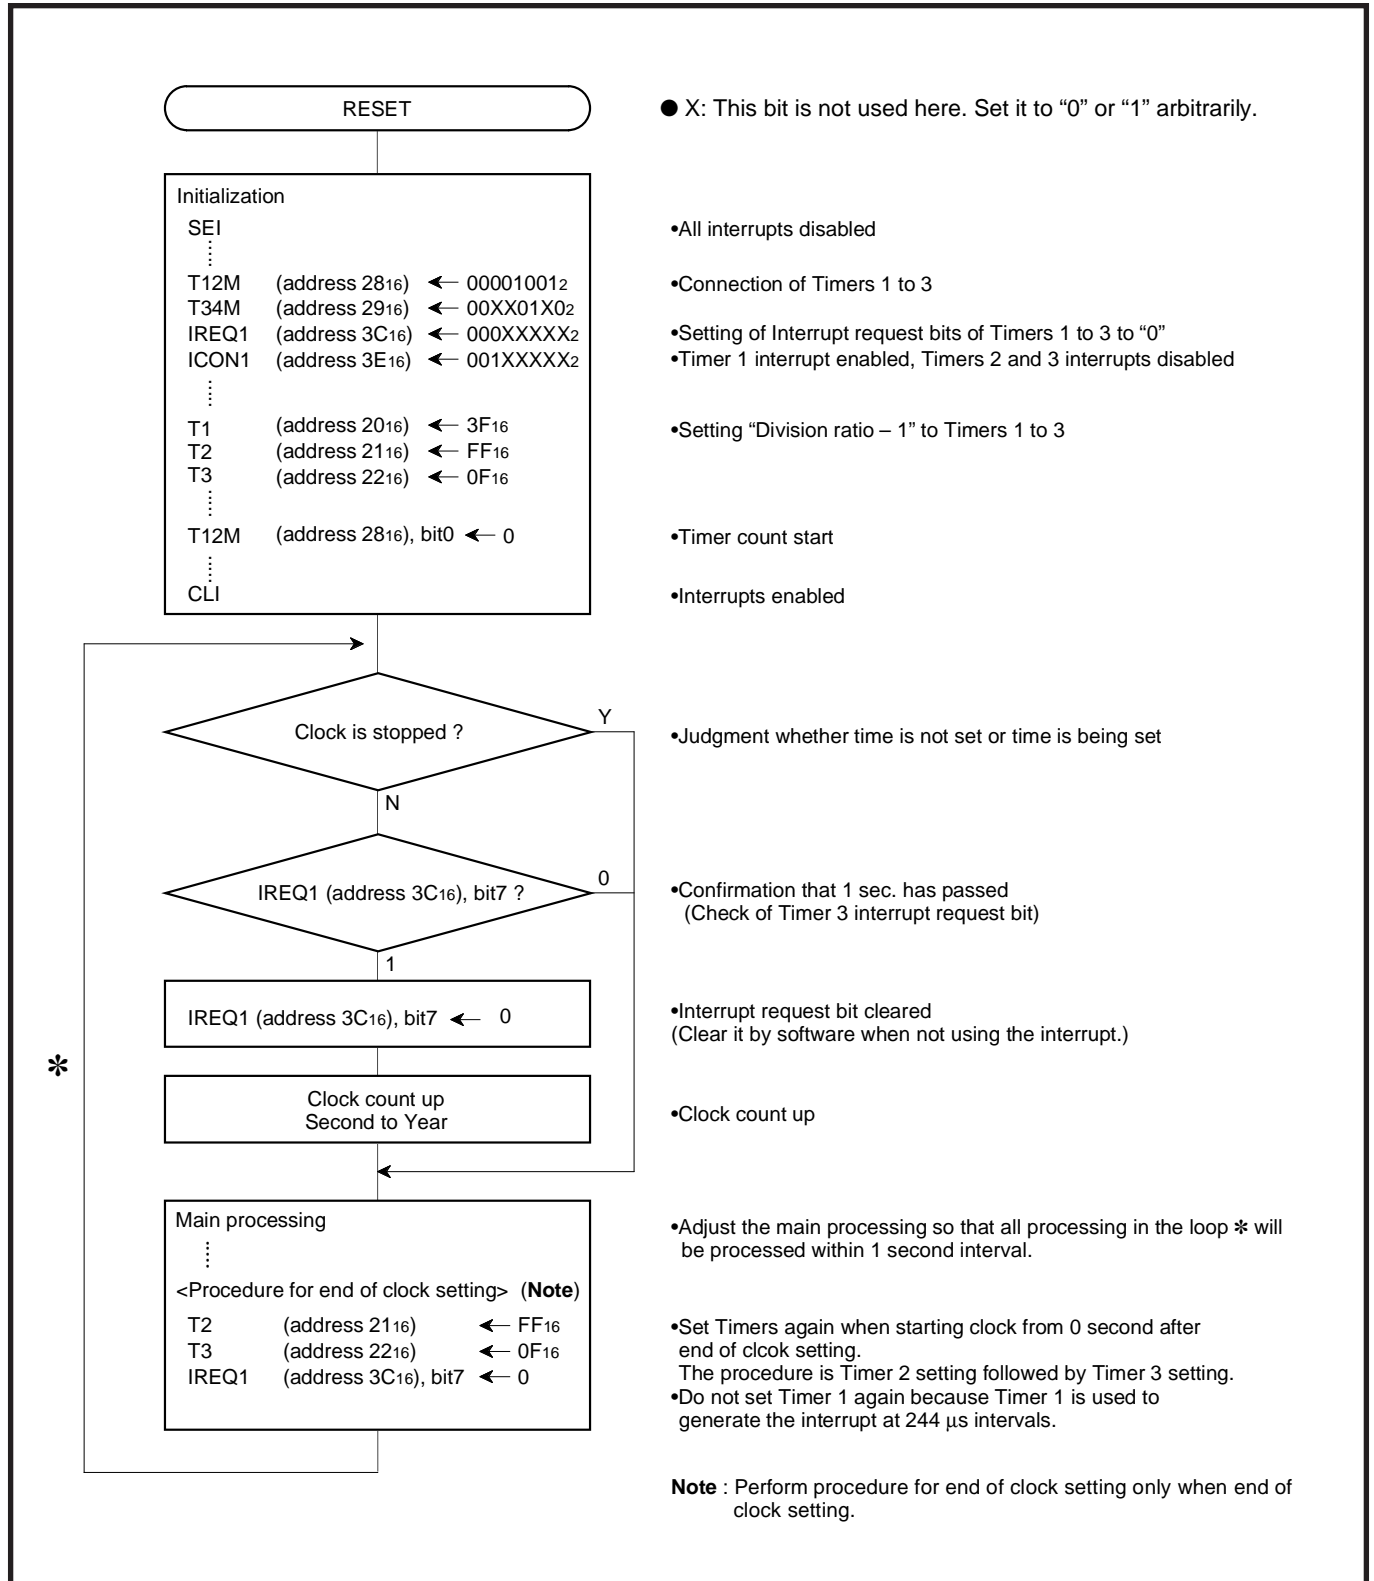 RESET
● X: This bit is not used here. Set it to “0” or “1” arbitrarily.
Initialization
SEI
•All interrupts disabled
T12M (address 2816) ← 000010012
•Connection of Timers 1 to 3
T34M (address 2916) ← 00XX01X02
IREQ1 (address 3C16) ← 000XXXXX2
•Setting of Interrupt request bits of Timers 1 to 3 to “0”
ICON1 (address 3E16) ← 001XXXXX2
•Timer 1 interrupt enabled, Timers 2 and 3 interrupts disabled
T1 (address 2016) ← 3F16
•Setting “Division ratio – 1” to Timers 1 to 3
T2 (address 2116) ← FF16
T3 (address 2216) ← 0F16
T12M (address 2816), bit0 ← 0
•Timer count start
CLI
•Interrupts enabled
Clock is stopped ?
Y
•Judgment whether time is not set or time is being set
N
IREQ1 (address 3C16), bit7 ?
0
•Confirmation that 1 sec. has passed
(Check of Timer 3 interrupt request bit)
1
IREQ1 (address 3C16), bit7 ← 0
•Interrupt request bit cleared
(Clear it by software when not using the interrupt.)
✽
Clock count up
Second to Year
•Clock count up
Main processing
•Adjust the main processing so that all processing in the loop ✽ will
be processed within 1 second interval.
<Procedure for end of clock setting> (Note)
T2 (address 2116) ← FF16
T3 (address 2216) ← 0F16
IREQ1 (address 3C16), bit7 ← 0
•Set Timers again when starting clock from 0 second after
end of clcok setting.
The procedure is Timer 2 setting followed by Timer 3 setting.
•Do not set Timer 1 again because Timer 1 is used to
generate the interrupt at 244 µs intervals.
Note : Perform procedure for end of clock setting only when end of
clock setting.